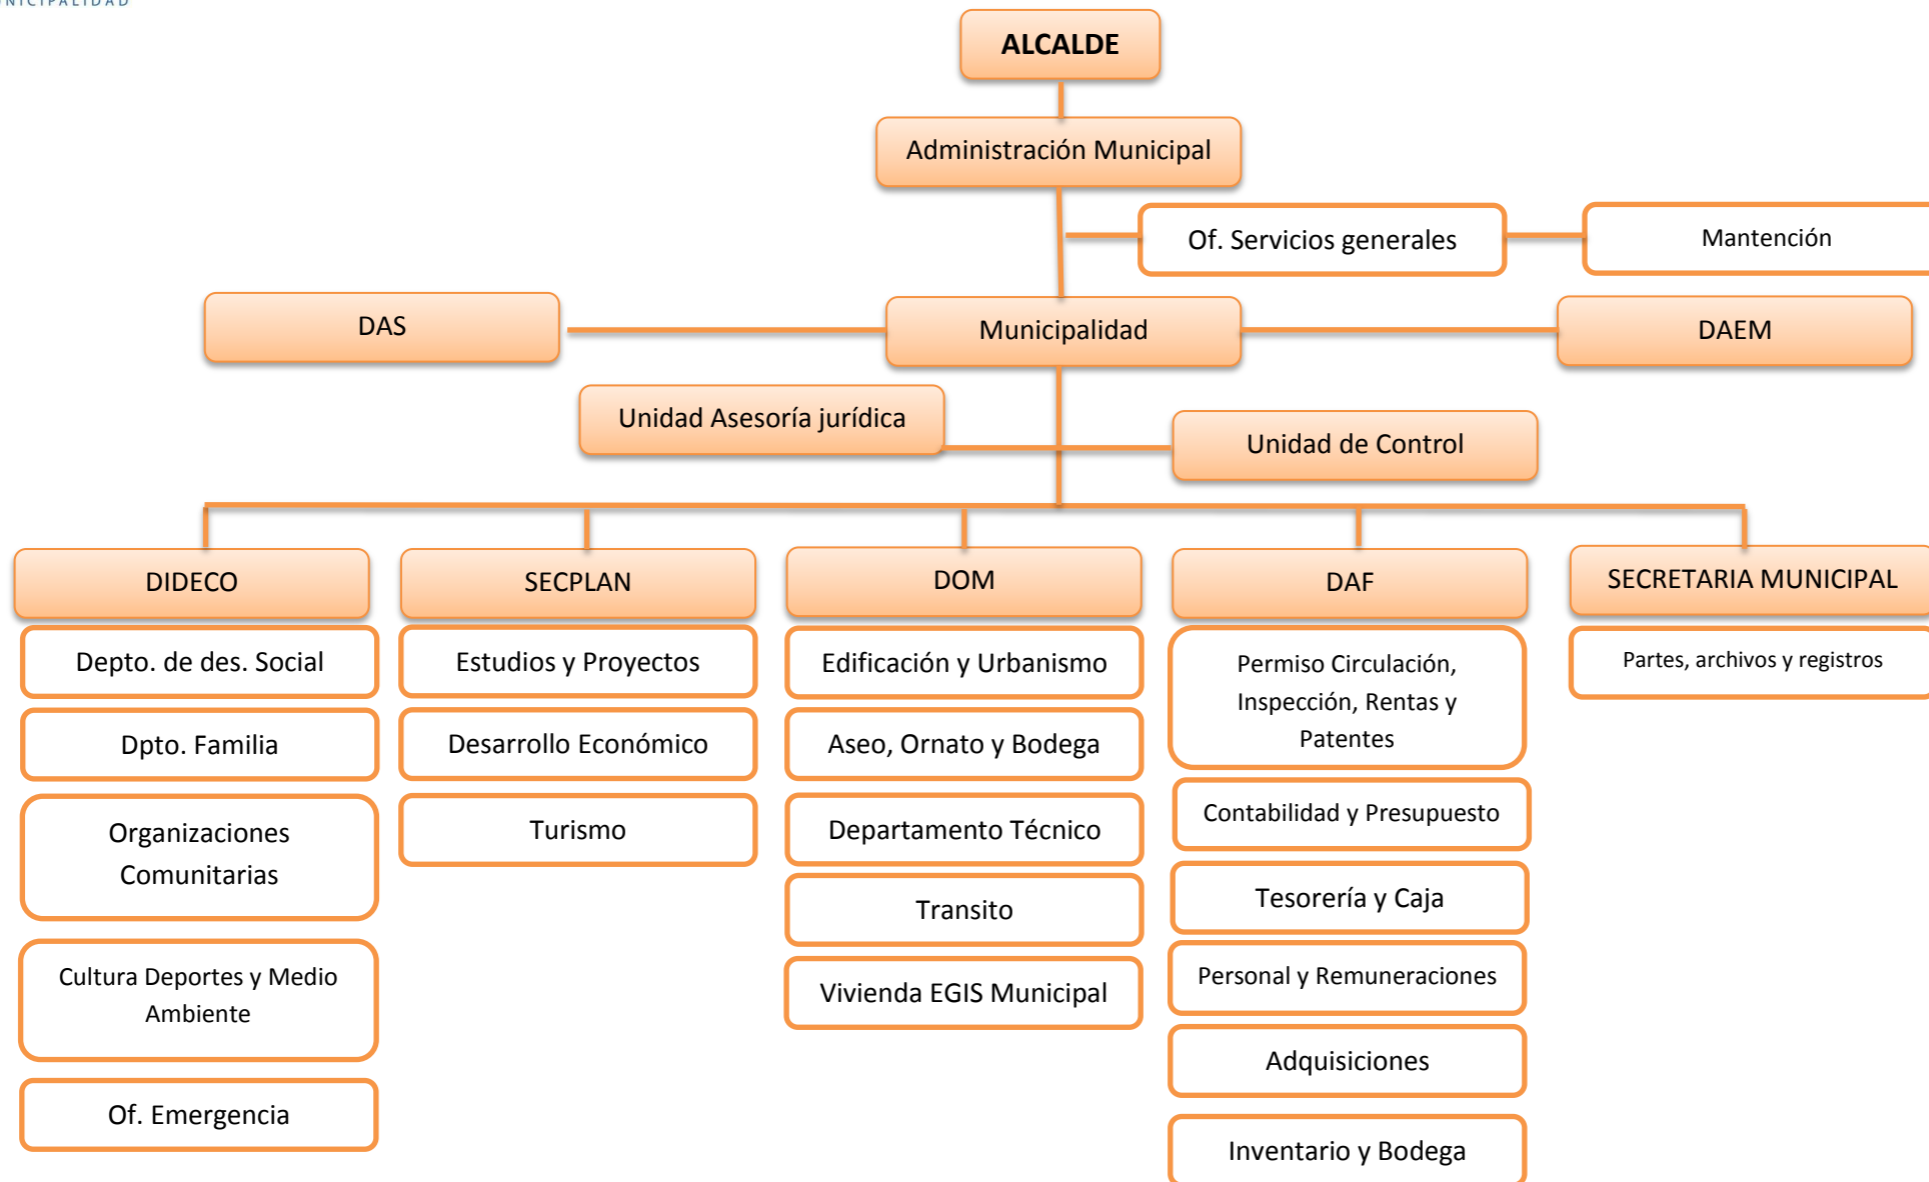 ALCALDE
Administración Municipal
Of. Servicios generales
Mantención
DAS
Municipalidad
DAEM
Unidad Asesoría jurídica
Unidad de Control
DIDECO
SECPLAN
DOM
DAF
SECRETARIA MUNICIPAL
Depto. de des. Social
Dpto. Familia
Organizaciones
Comunitarias
Cultura Deportes y Medio
Ambiente
Of. Emergencia
Estudios y Proyectos
Desarrollo Económico
Turismo
Edificación y Urbanismo
Aseo, Ornato y Bodega
Departamento Técnico
Transito
Vivienda EGIS Municipal
Permiso Circulación,
Inspección, Rentas y
Patentes
Contabilidad y Presupuesto
Tesorería y Caja
Personal y Remuneraciones
Adquisiciones
Inventario y Bodega
Partes, archivos y registros